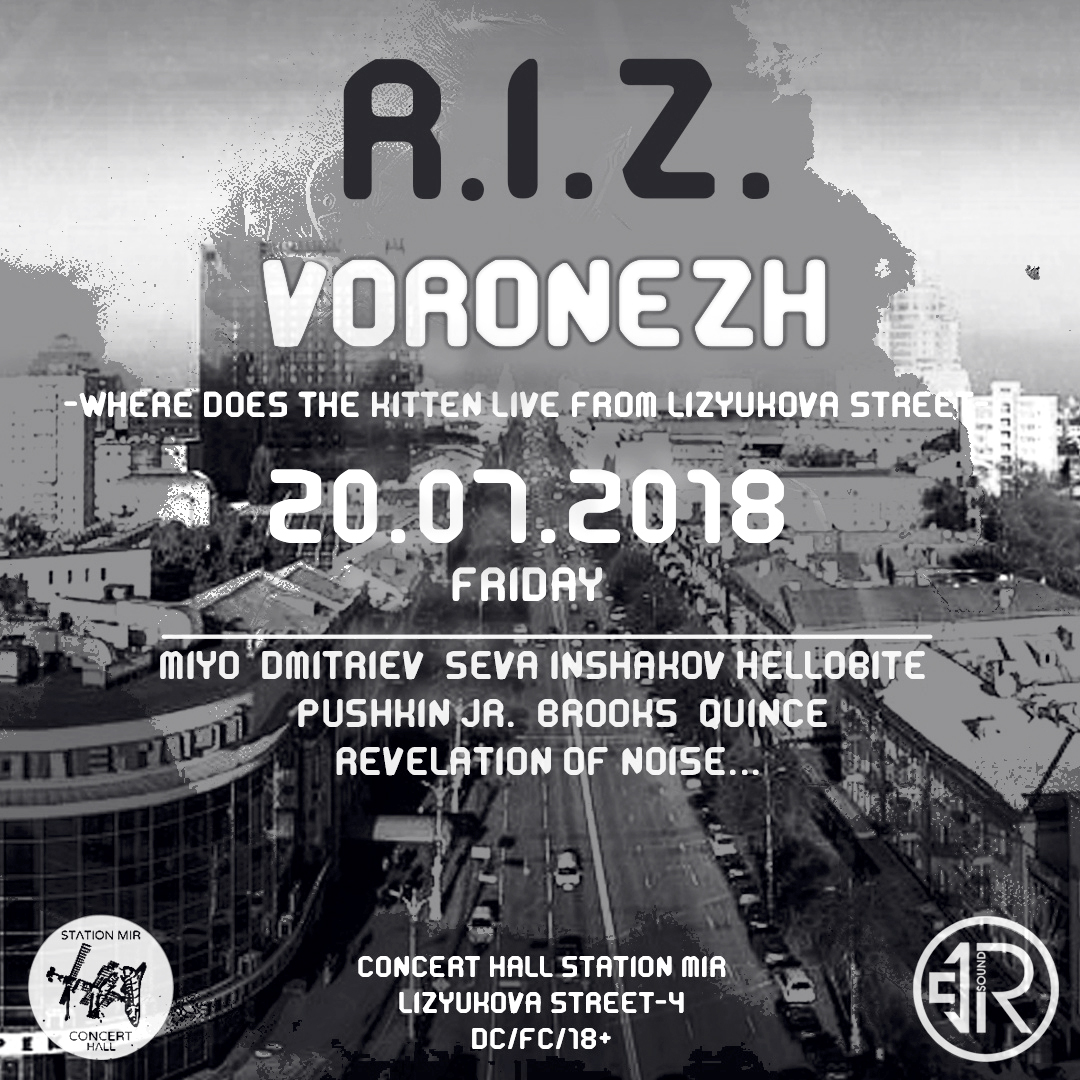 R.I.Z.
VORONEZH
-WHERE DOES THE KITTEN LIVE FROM LIZYUKOVA STREET
20.07.2018
FRIDAY
MIYO DMITRIEV SEVA INSHAKOV HELLOBITE
PUSHKIN JR. BROOKS QUINCE
REVELATION OF NOISE...
STATION MIR
CONCERT
HALL
CONCERT HALL STATION MIR
LIZYUKOVA STREET-4
DC/FC/18+
SOUND